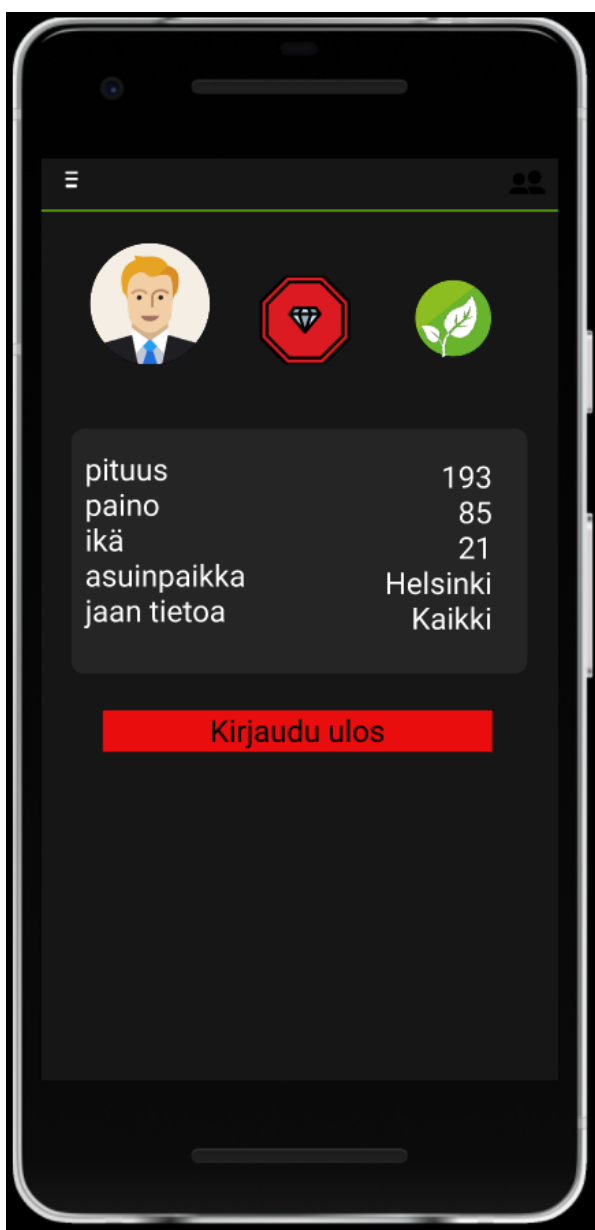 pituus 193
paino 85
ikä 21
asuinpaikka Helsinki
jaan tietoa Kaikki
Kirjaudu ulos